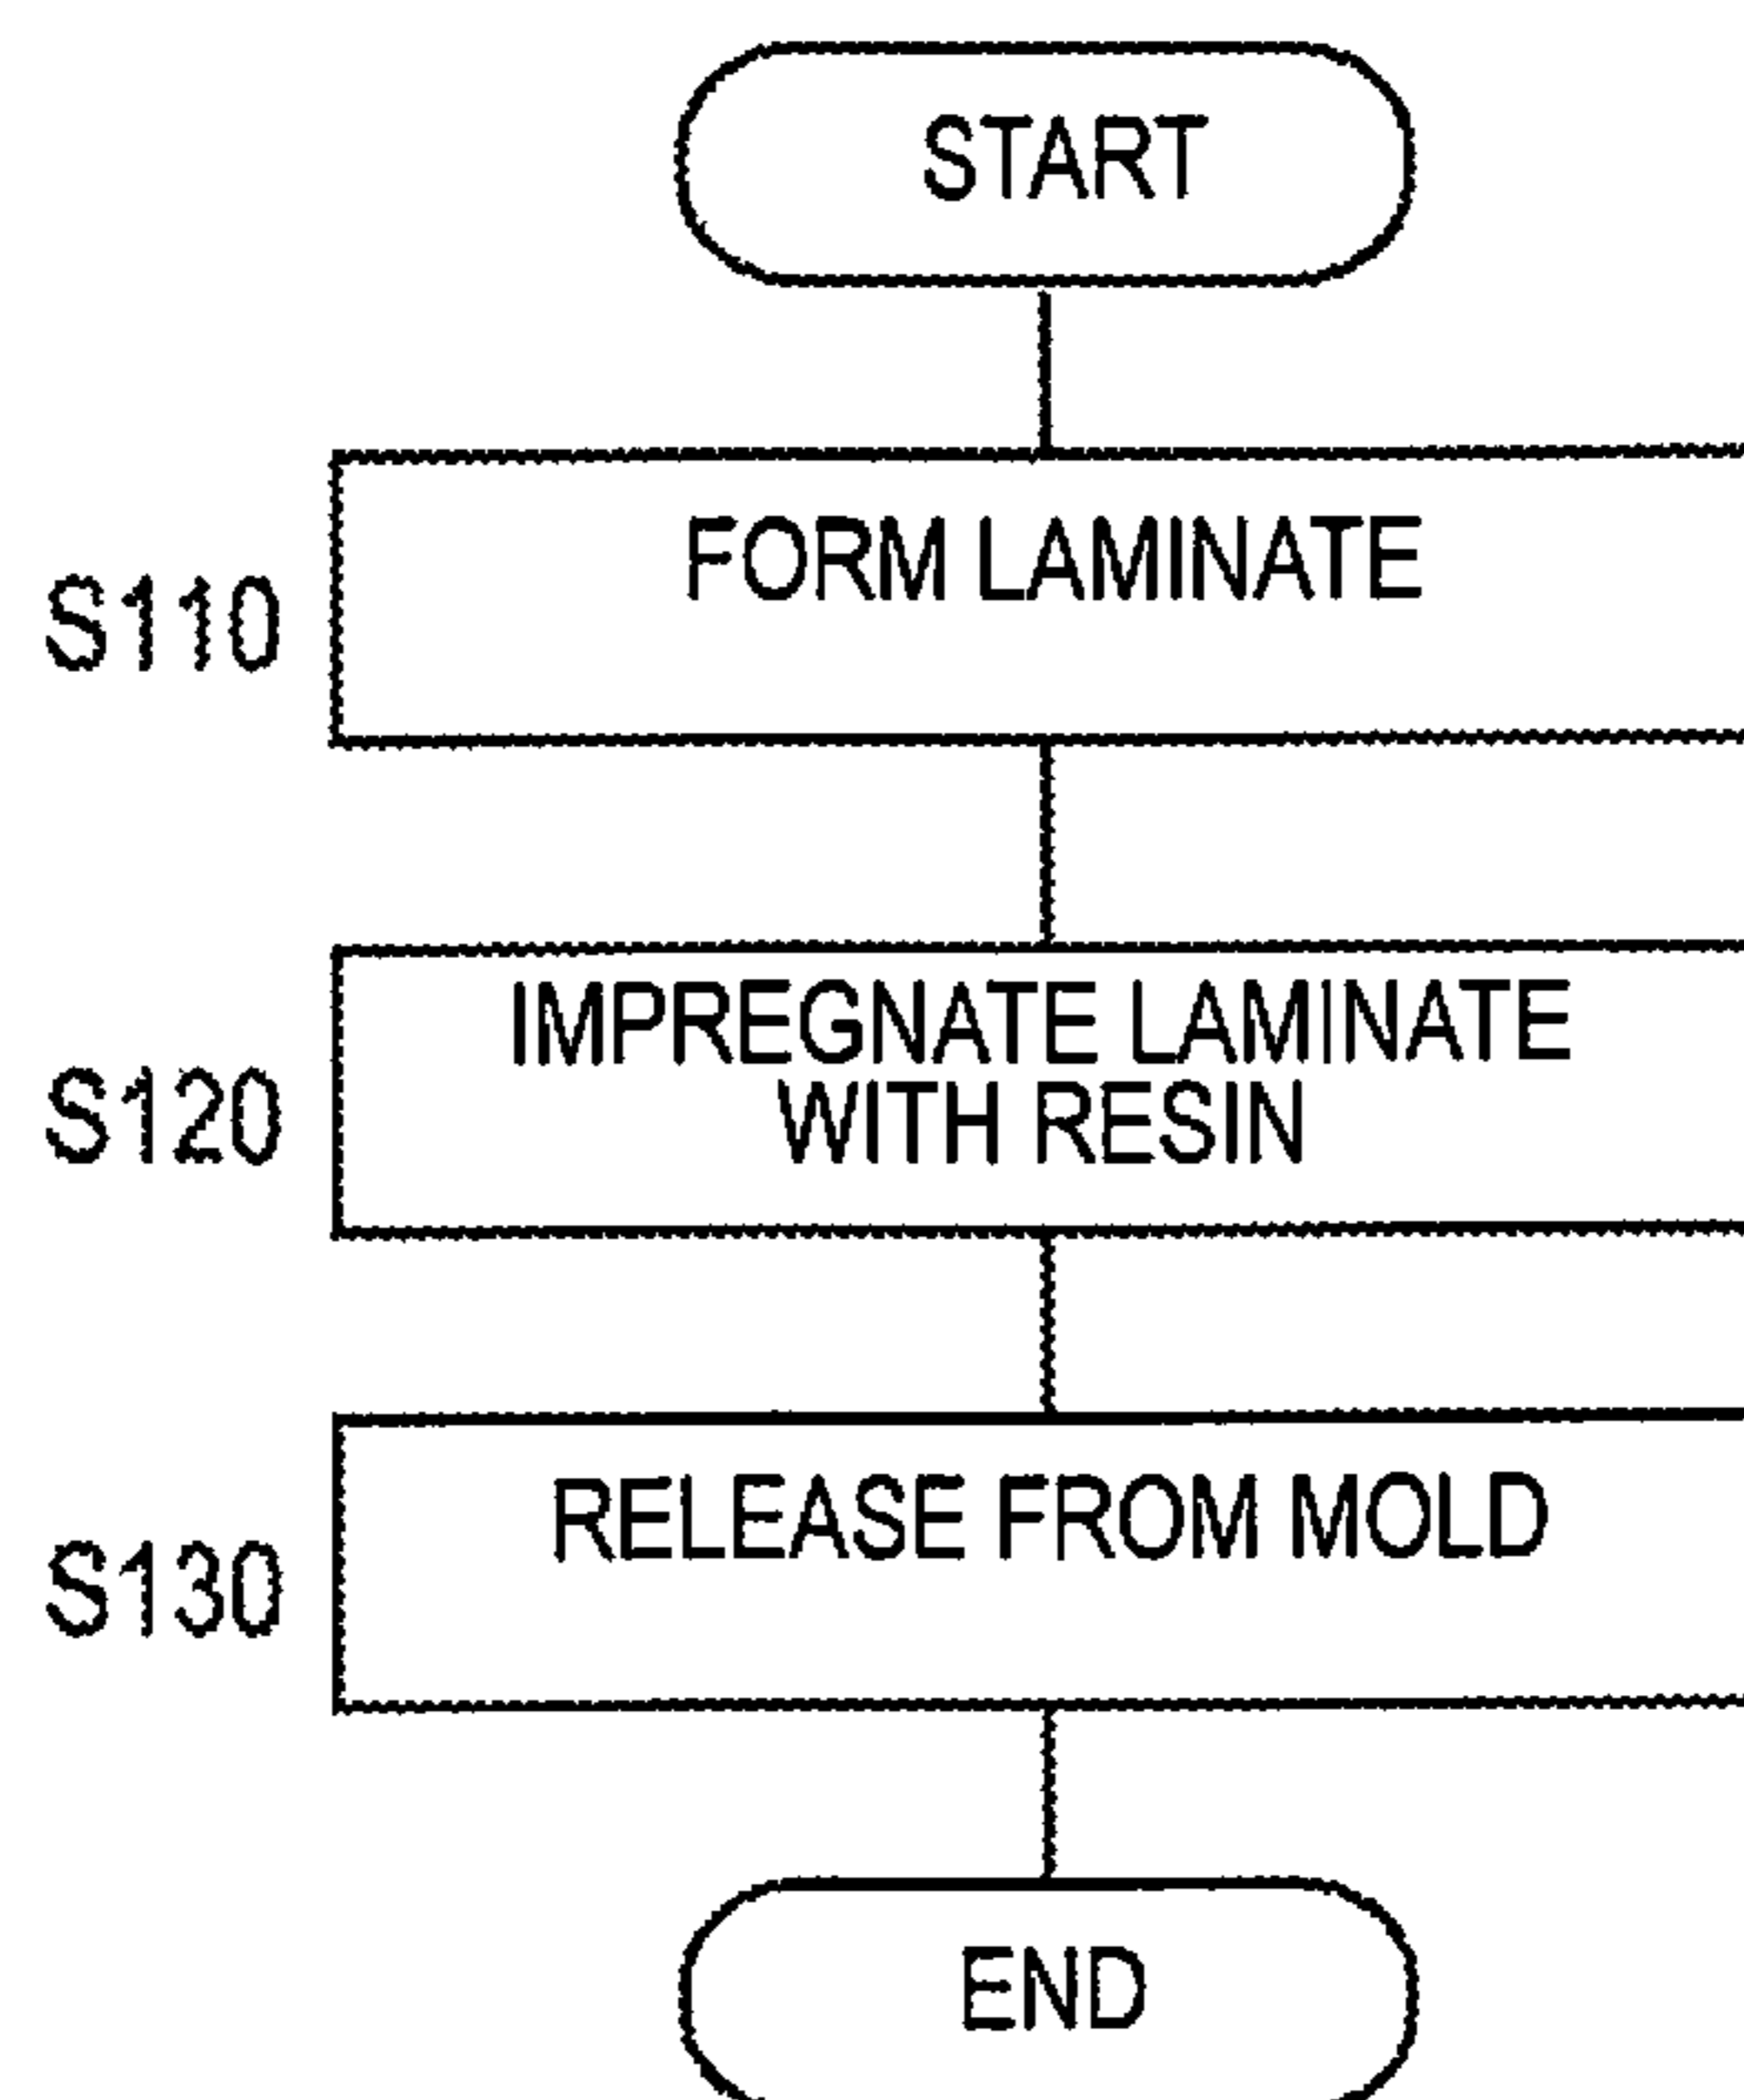 START
FORM LAMINATE
S110
IMPREGNATE LAMINATE
WITH RESIN
S120
RELEASE FROM MOLD
S130
END